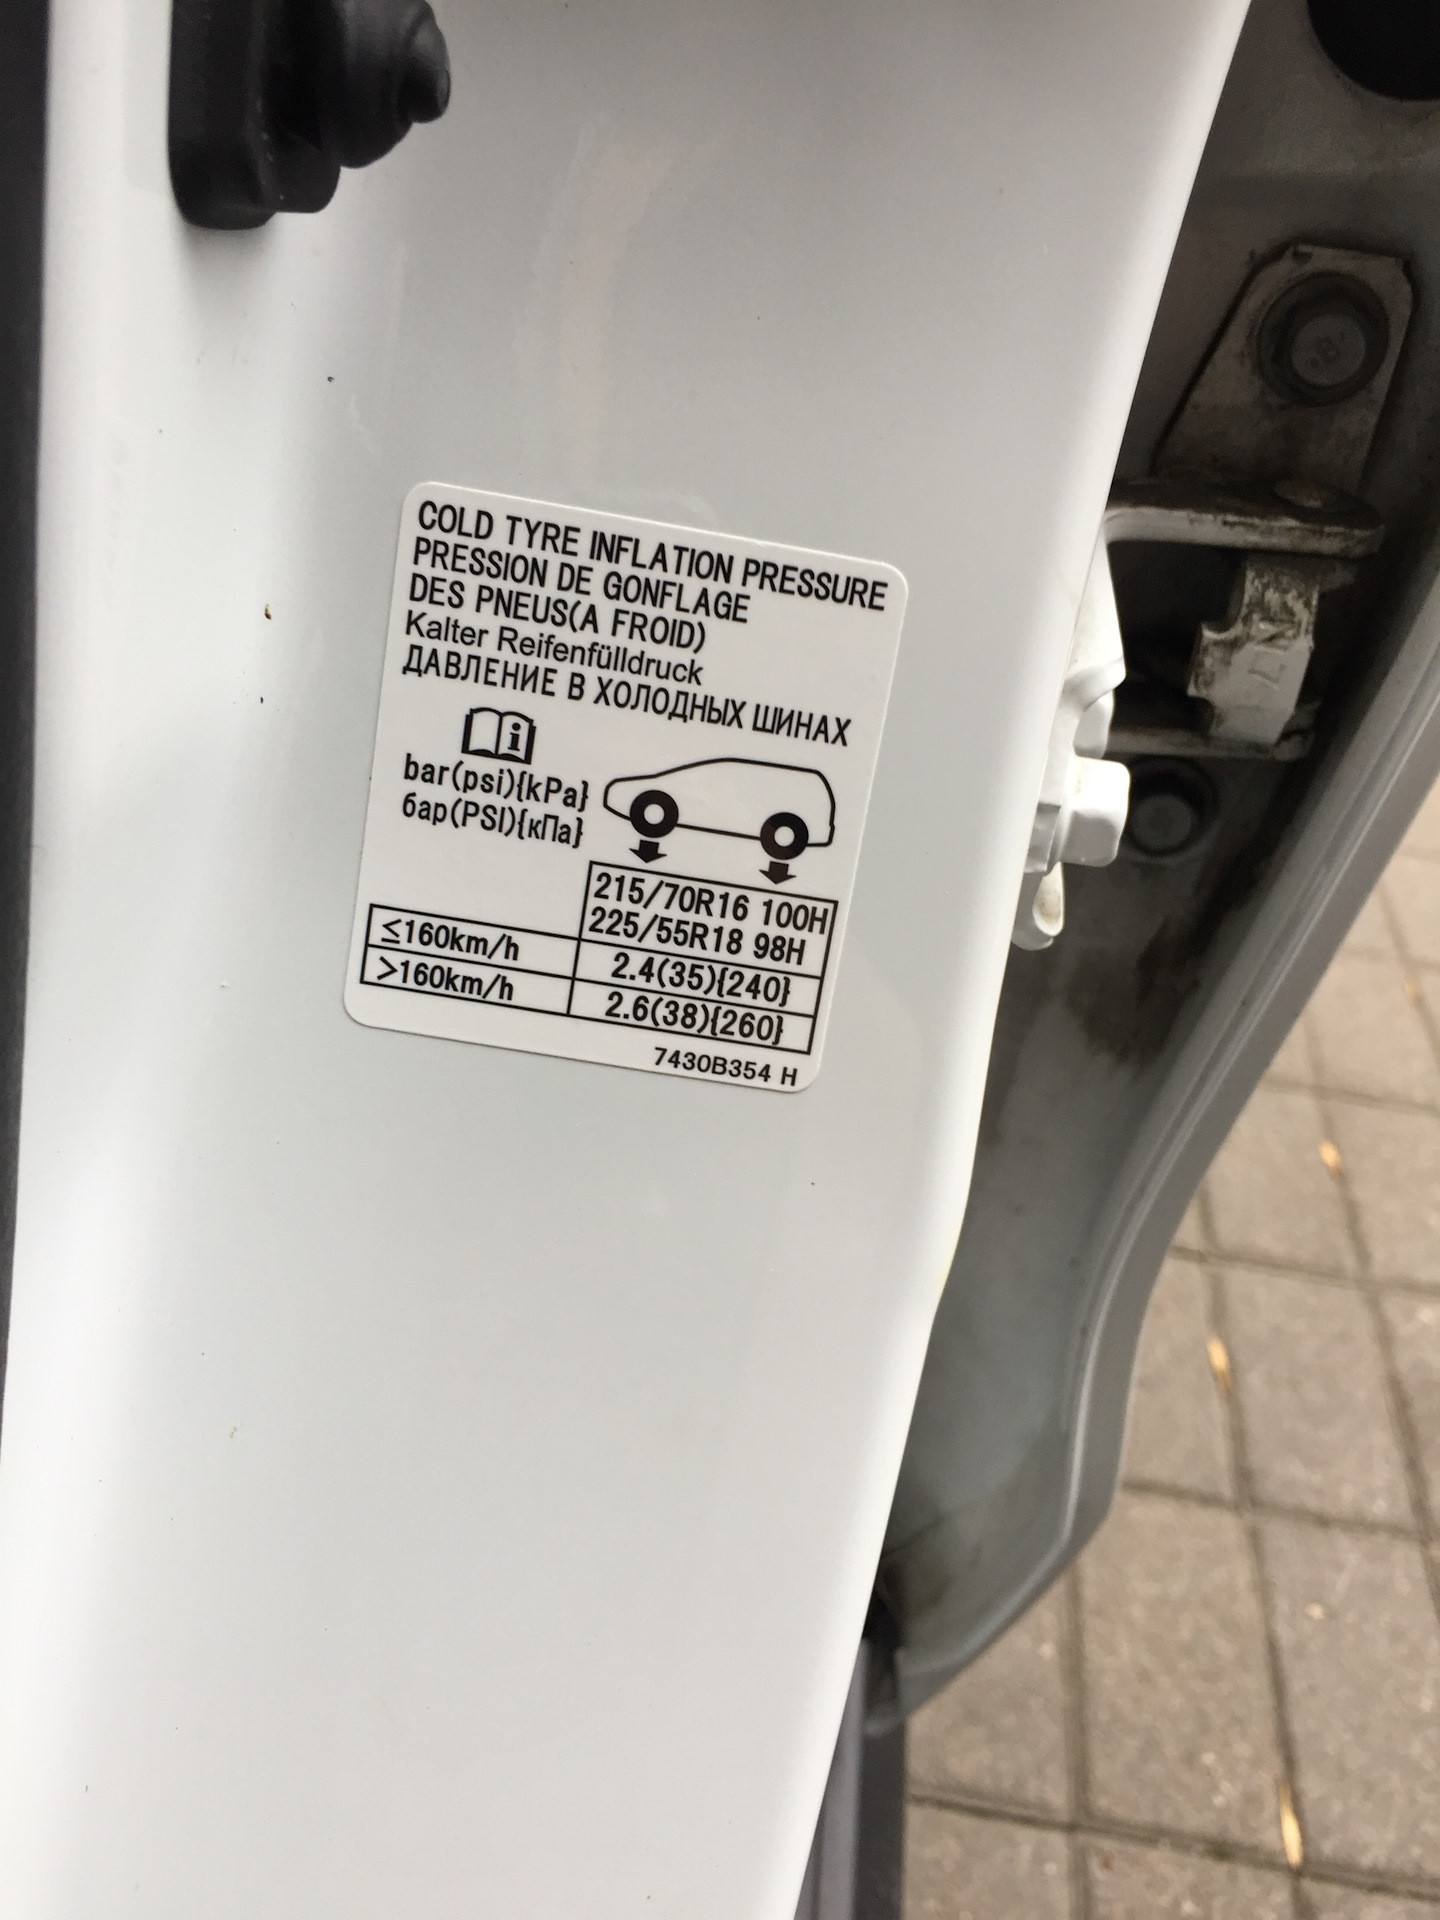 COLD TYRE INFLATION PRESSURE
PRESSION DE GONFLAGE
DES PNEUS(A FROID)
Kalter Reifenfülldruck
ДАВЛЕНИЕ В ХОЛОДНЫХ ШИНАХ
bar(psi){kPa}
бар(PSI){кПа}
215/70R16 100H
225/55R18 98H
≤160km/h 2.4(35){240}
>160km/h 2.6(38){260}
7430B354 H